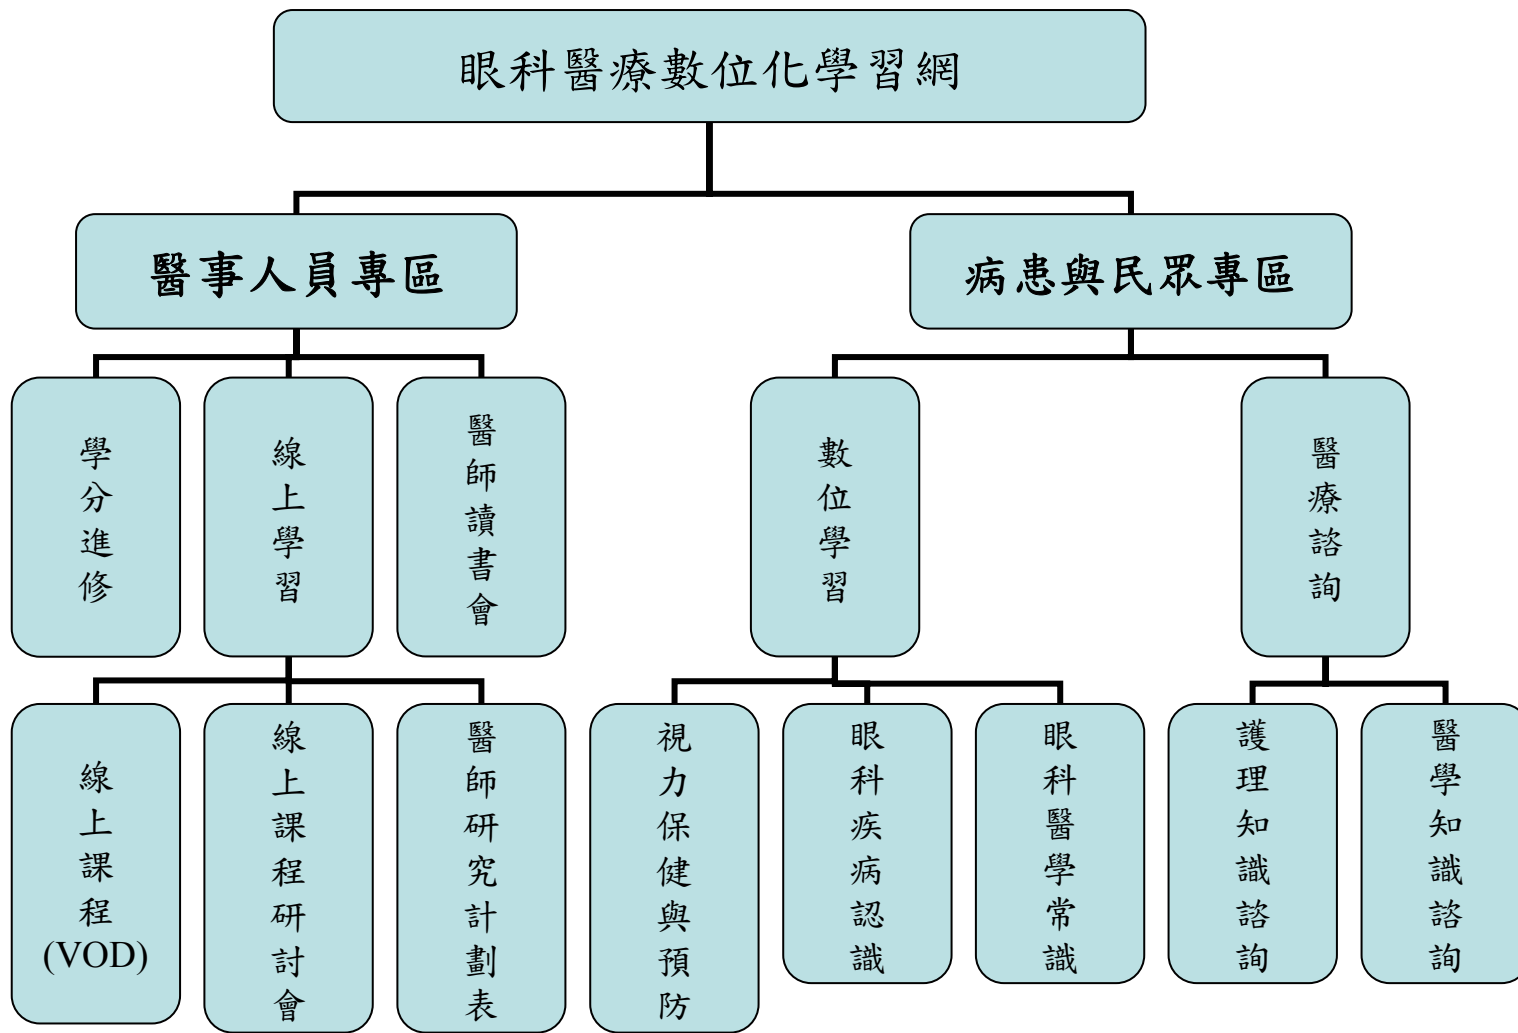 眼科醫療數位化學習網
醫事人員專區
病患與民眾專區
學分進修
線上學習
醫師讀書會
數位學習
醫療諮詢
線上課程
(VOD)
線上課程研討會
醫師研究計劃表
視力保健與預防
眼科疾病認識
眼科醫學常識
護理知識諮詢
醫學知識諮詢